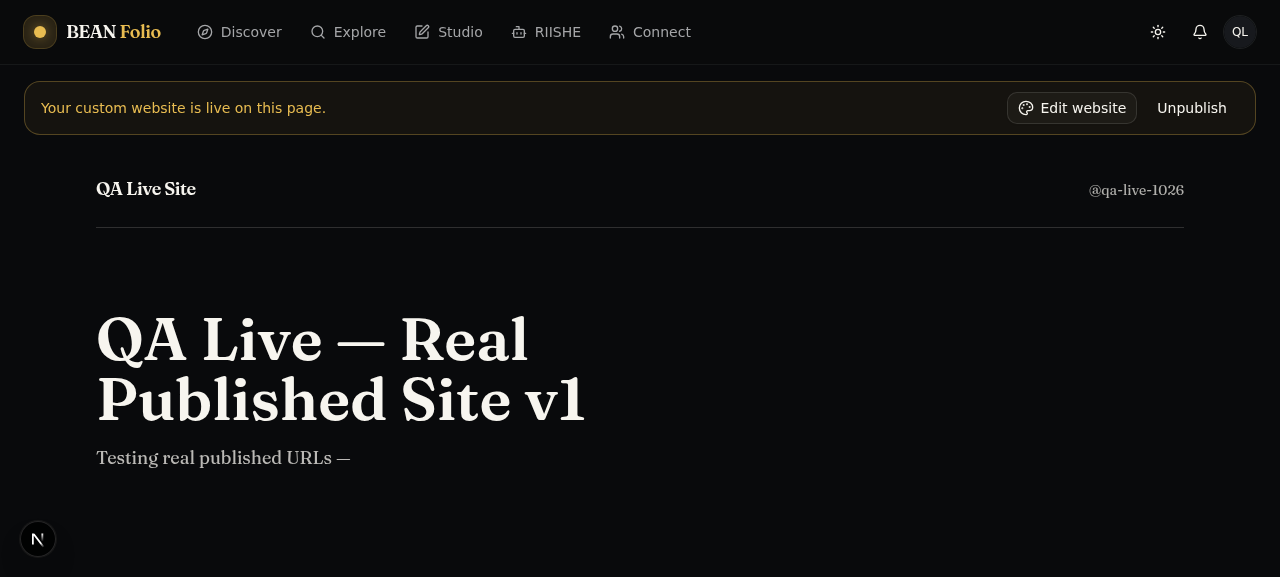 BEAN Folio
Discover
Explore
Studio
RIISHE
Connect
QL
Your custom website is live on this page.
Edit website
Unpublish
QA Live Site
@qa-live-1026
QA Live — Real
Published Site v1
Testing real published URLs —
N